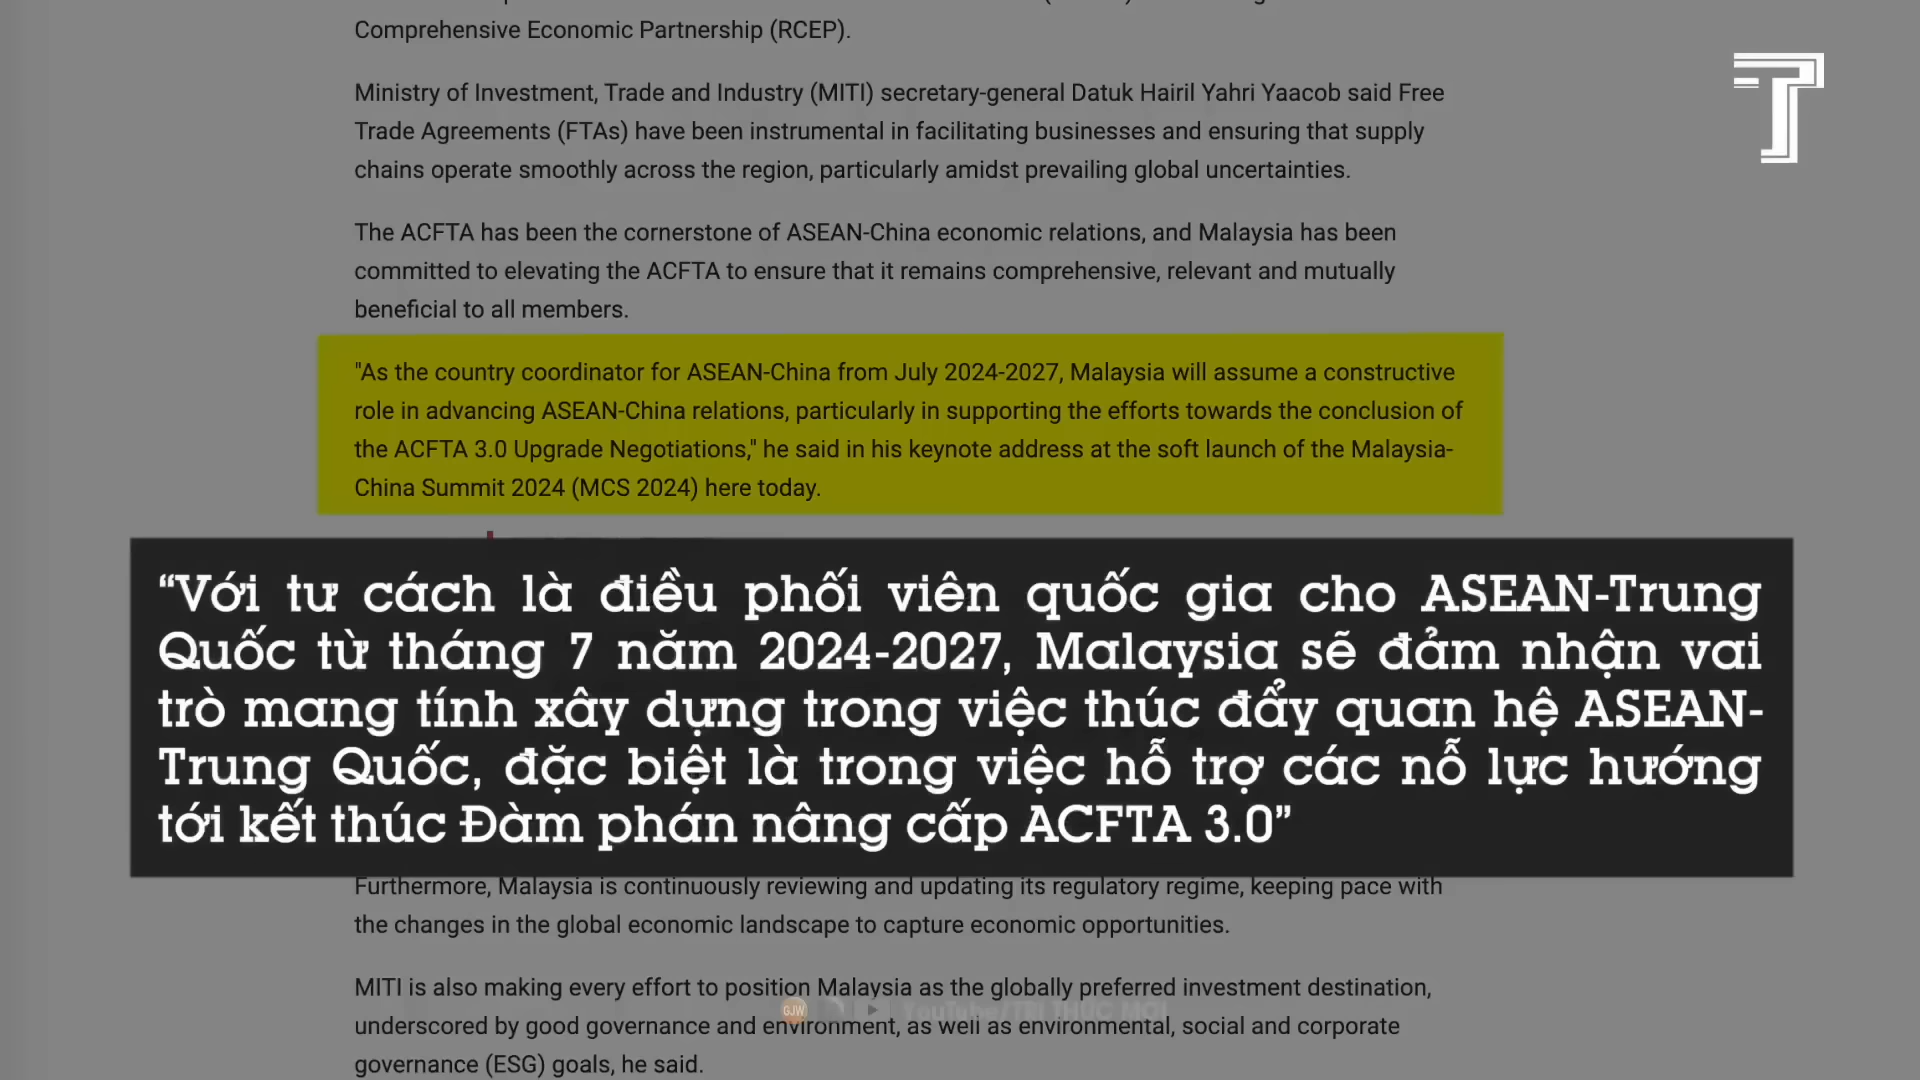 Comprehensive Economic Partnership (RCEP).
Ministry of Investment, Trade and Industry (MITI) secretary-general Datuk Hairil Yahri Yaacob said Free
Trade Agreements (FTAs) have been instrumental in facilitating businesses and ensuring that supply
chains operate smoothly across the region, particularly amidst prevailing global uncertainties.
The ACFTA has been the cornerstone of ASEAN-China economic relations, and Malaysia has been
committed to elevating the ACFTA to ensure that it remains comprehensive, relevant and mutually
beneficial to all members.
"As the country coordinator for ASEAN-China from July 2024-2027, Malaysia will assume a constructive
role in advancing ASEAN-China relations, particularly in supporting the efforts towards the conclusion of
the ACFTA 3.0 Upgrade Negotiations," he said in his keynote address at the soft launch of the Malaysia-
China Summit 2024 (MCS 2024) here today.
“Với tư cách là điều phối viên quốc gia cho ASEAN-Trung
Quốc từ tháng 7 năm 2024-2027, Malaysia sẽ đảm nhận vai
trò mang tính xây dựng trong việc thúc đẩy quan hệ ASEAN-
Trung Quốc, đặc biệt là trong việc hỗ trợ các nỗ lực hướng
tới kết thúc Đàm phán nâng cấp ACFTA 3.0”
Furthermore, Malaysia is continuously reviewing and updating its regulatory regime, keeping pace with
the changes in the global economic landscape to capture economic opportunities.
MITI is also making every effort to position Malaysia as the globally preferred investment destination,
GJW YouTube/TRI THỨC MỚI
underscored by good governance and environment, as well as environmental, social and corporate
governance (ESG) goals, he said.